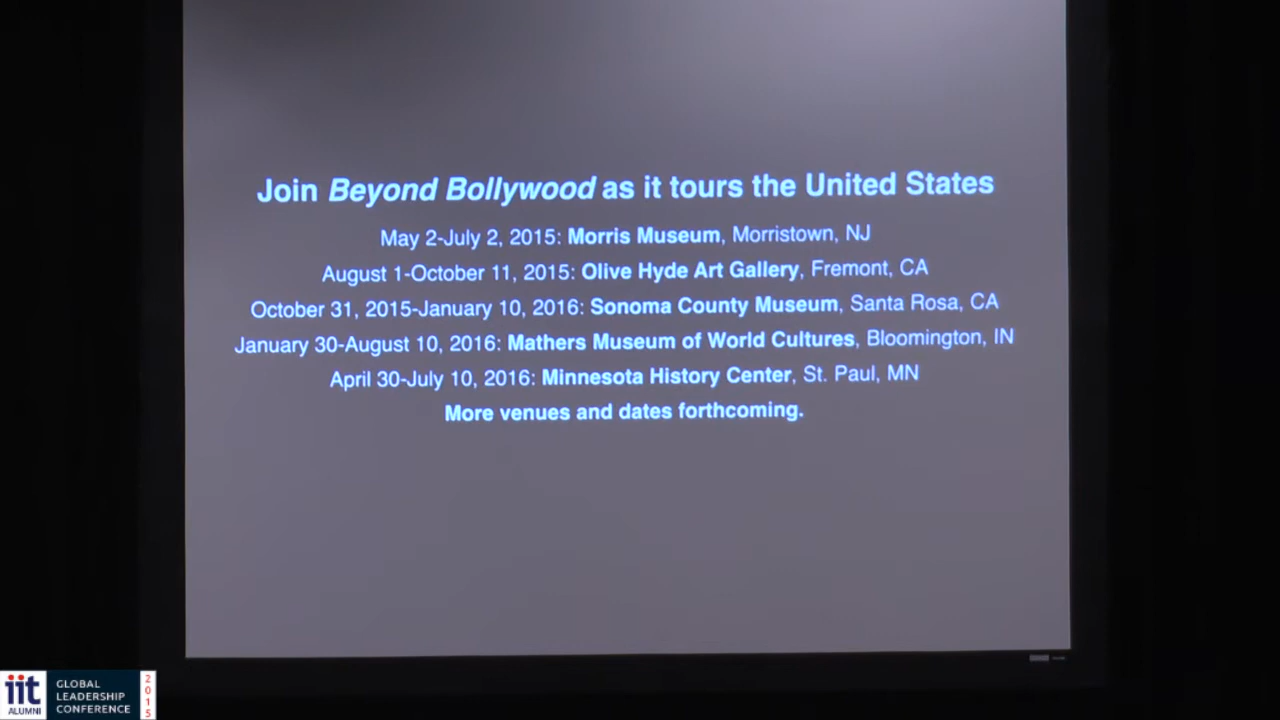 Join Beyond Bollywood as it tours the United States
May 2-July 2, 2015: Morris Museum, Morristown, NJ
August 1-October 11, 2015: Olive Hyde Art Gallery, Fremont, CA
October 31, 2015-January 10, 2016: Sonoma County Museum, Santa Rosa, CA
January 30-August 10, 2016: Mathers Museum of World Cultures, Bloomington, IN
April 30-July 10, 2016: Minnesota History Center, St. Paul, MN
More venues and dates forthcoming.
iit
ALUMNI
GLOBAL
LEADERSHIP
CONFERENCE
2015